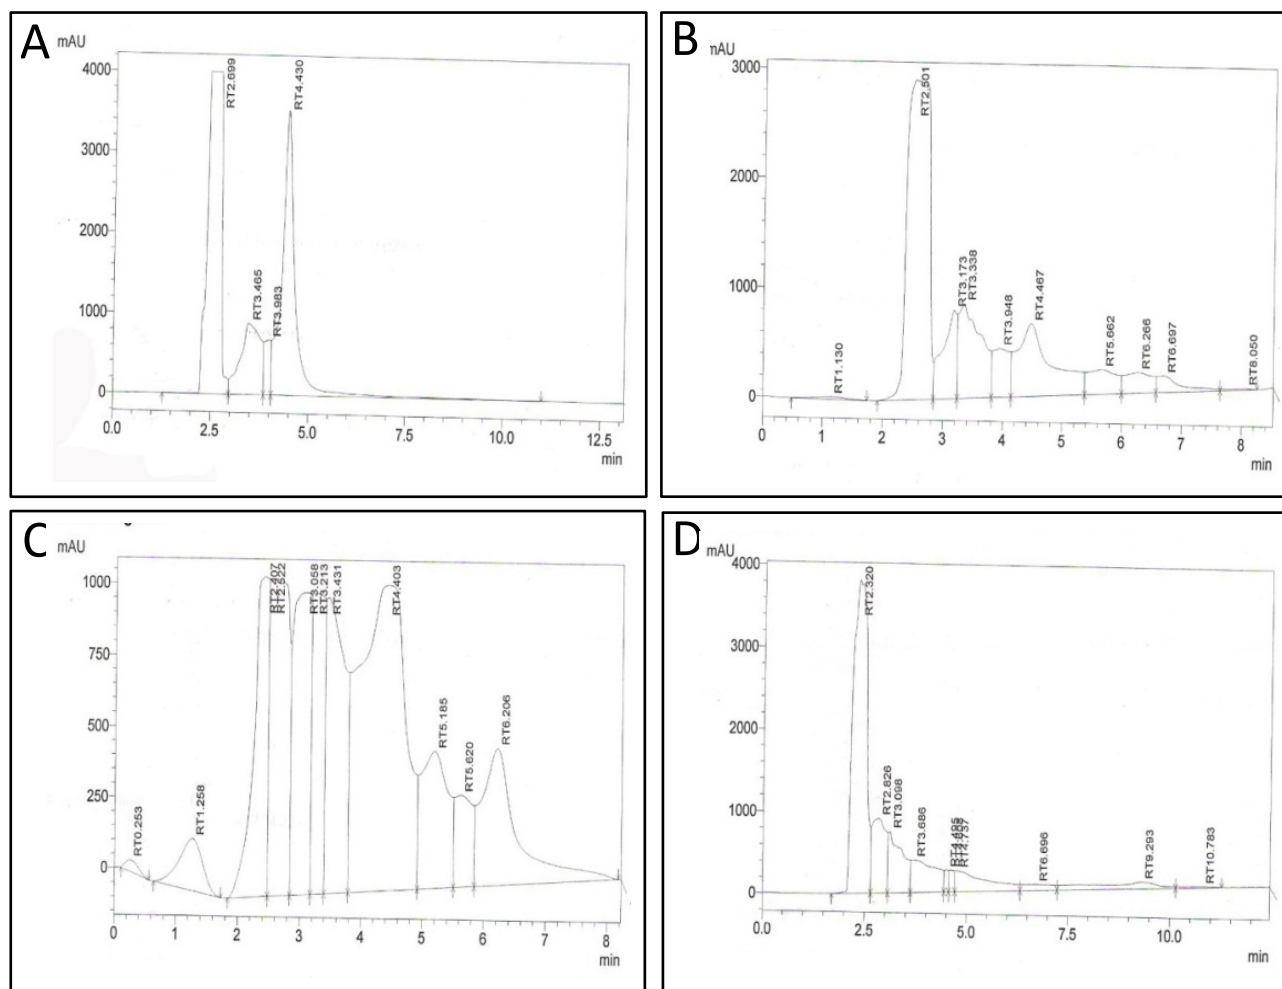 A
mAU
4000
3000
2000
1000
0
RT2.699
RT3.465
RT3.983
RT4.430
0.0 2.5 5.0 7.5 10.0 12.5
min
B
mAU
3000
2000
1000
0
RT1.130
RT2.501
RT3.173
RT3.338
RT3.948
RT4.467
RT5.662
RT6.266
RT6.697
RT8.050
0 1 2 3 4 5 6 7 8
min
C
mAU
1000
750
500
250
0
RT0.253
RT1.258
RT2.407
RT2.522
RT3.058
RT3.213
RT3.431
RT4.403
RT5.185
RT5.620
RT6.206
0 1 2 3 4 5 6 7 8
min
D
mAU
4000
3000
2000
1000
0
RT2.320
RT2.826
RT3.098
RT3.686
RT4.737
RT6.696
RT9.293
RT10.783
0.0 2.5 5.0 7.5 10.0
min